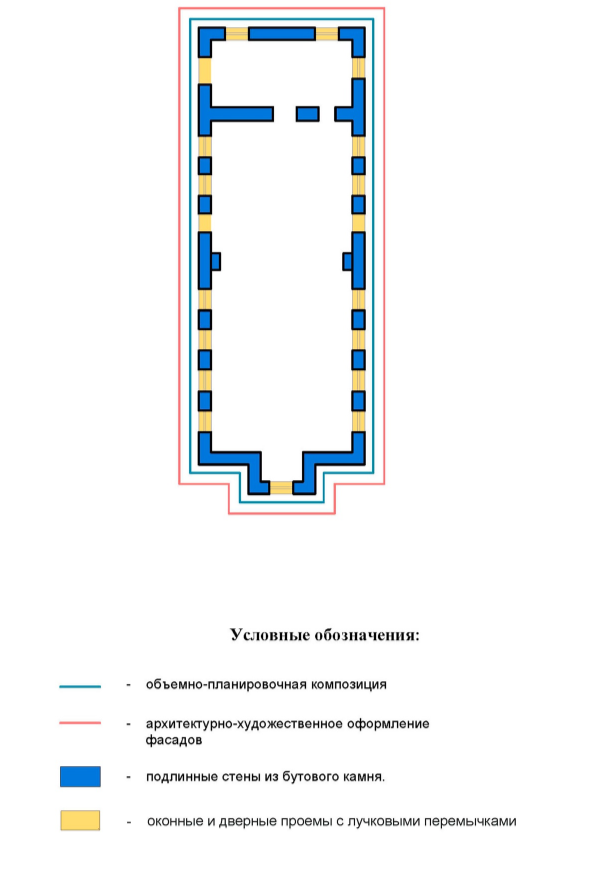 Условные обозначения:
- объемно-планировочная композиция
- архитектурно-художественное оформление
фасадов
- подлинные стены из бутового камня.
- оконные и дверные проемы с лучковыми перемычками